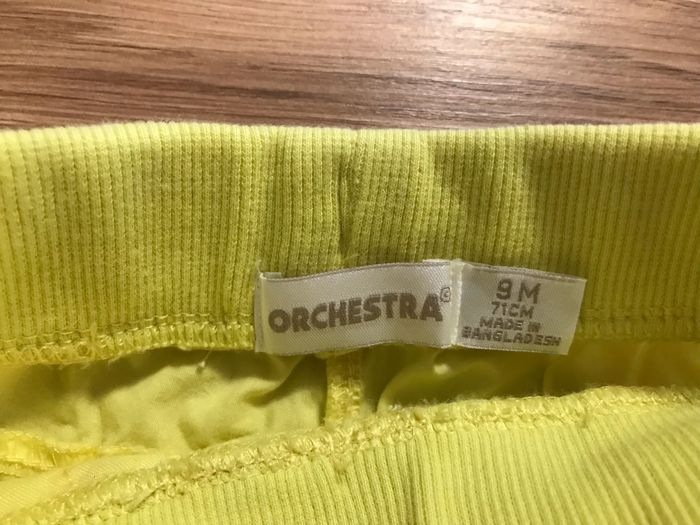 ORCHESTRA©
9 M
71CM
MADE IN
BANGLADESH